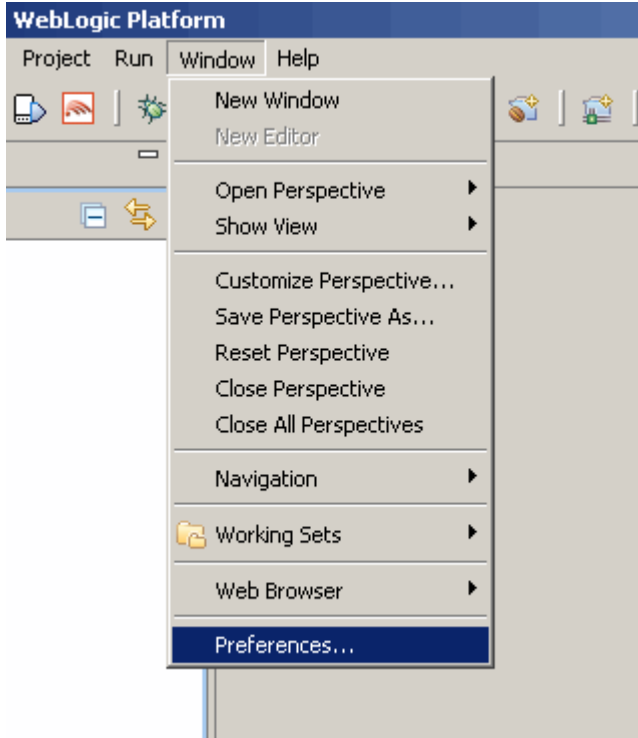 WebLogic Platform
Project Run Window Help
New Window
New Editor
Open Perspective
Show View
Customize Perspective...
Save Perspective As...
Reset Perspective
Close Perspective
Close All Perspectives
Navigation
Working Sets
Web Browser
Preferences...